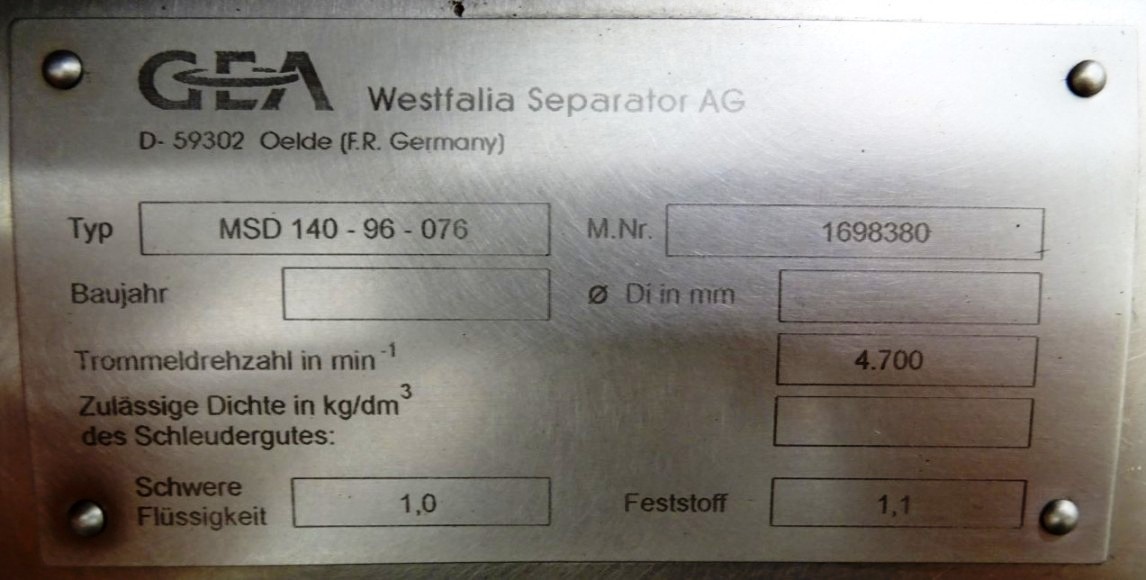 GEA Westfalia Separator AG
D- 59302 Oelde (F.R. Germany)
Typ MSD 140 - 96 - 076 M.Nr. 1698380
Baujahr Ø Di in mm
Trommeldrehzahl in min⁻¹ 4.700
Zulässige Dichte in kg/dm³
des Schleudergutes:
Schwere
Flüssigkeit 1,0 Feststoff 1,1